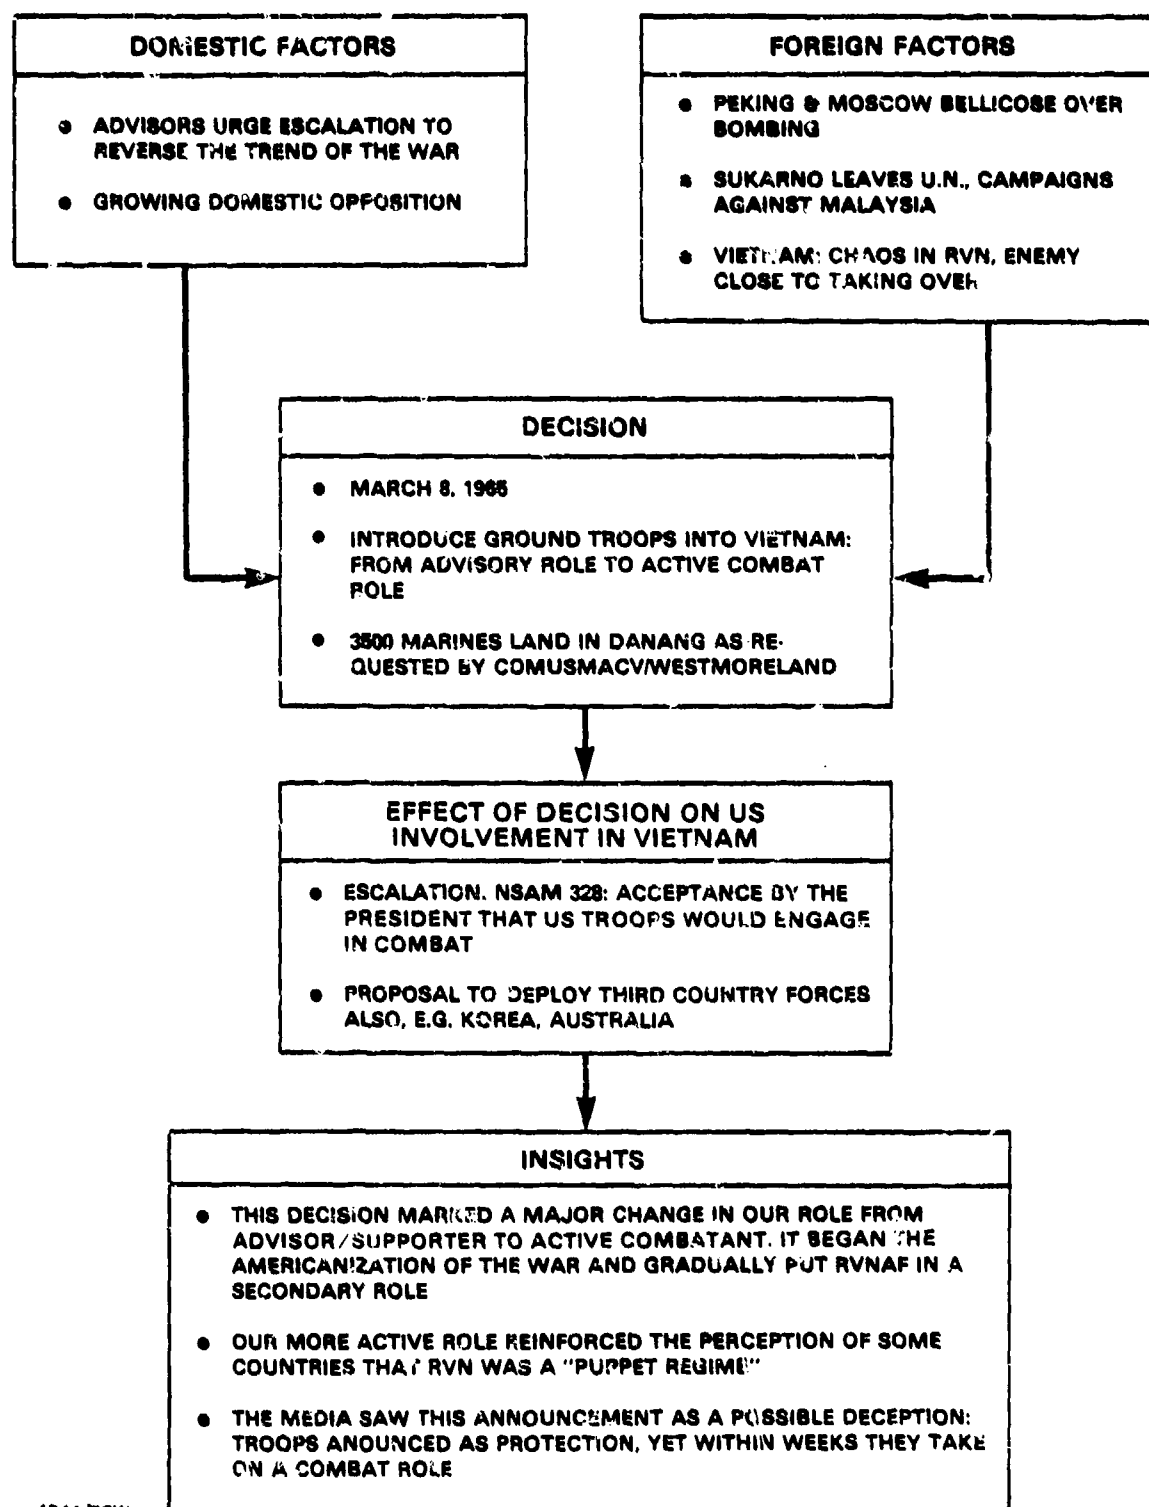 DOMESTIC FACTORS
• ADVISORS URGE ESCALATION TO
REVERSE THE TREND OF THE WAR
• GROWING DOMESTIC OPPOSITION
FOREIGN FACTORS
• PEKING & MOSCOW BELLICOSE OVER
BOMBING
• SUKARNO LEAVES U.N., CAMPAIGNS
AGAINST MALAYSIA
• VIETNAM: CHAOS IN RVN, ENEMY
CLOSE TO TAKING OVER
DECISION
• MARCH 8, 1965
• INTRODUCE GROUND TROOPS INTO VIETNAM:
FROM ADVISORY ROLE TO ACTIVE COMBAT
ROLE
• 3500 MARINES LAND IN DANANG AS RE-
QUESTED BY COMUSMACV/WESTMORELAND
EFFECT OF DECISION ON US
INVOLVEMENT IN VIETNAM
• ESCALATION. NSAM 328: ACCEPTANCE BY THE
PRESIDENT THAT US TROOPS WOULD ENGAGE
IN COMBAT
• PROPOSAL TO DEPLOY THIRD COUNTRY FORCES
ALSO, E.G. KOREA, AUSTRALIA
INSIGHTS
• THIS DECISION MARKED A MAJOR CHANGE IN OUR ROLE FROM
ADVISOR/SUPPORTER TO ACTIVE COMBATANT. IT BEGAN THE
AMERICANIZATION OF THE WAR AND GRADUALLY PUT RVNAF IN A
SECONDARY ROLE
• OUR MORE ACTIVE ROLE REINFORCED THE PERCEPTION OF SOME
COUNTRIES THAT RVN WAS A "PUPPET REGIME"
• THE MEDIA SAW THIS ANNOUNCEMENT AS A POSSIBLE DECEPTION:
TROOPS ANOUNCED AS PROTECTION, YET WITHIN WEEKS THEY TAKE
ON A COMBAT ROLE